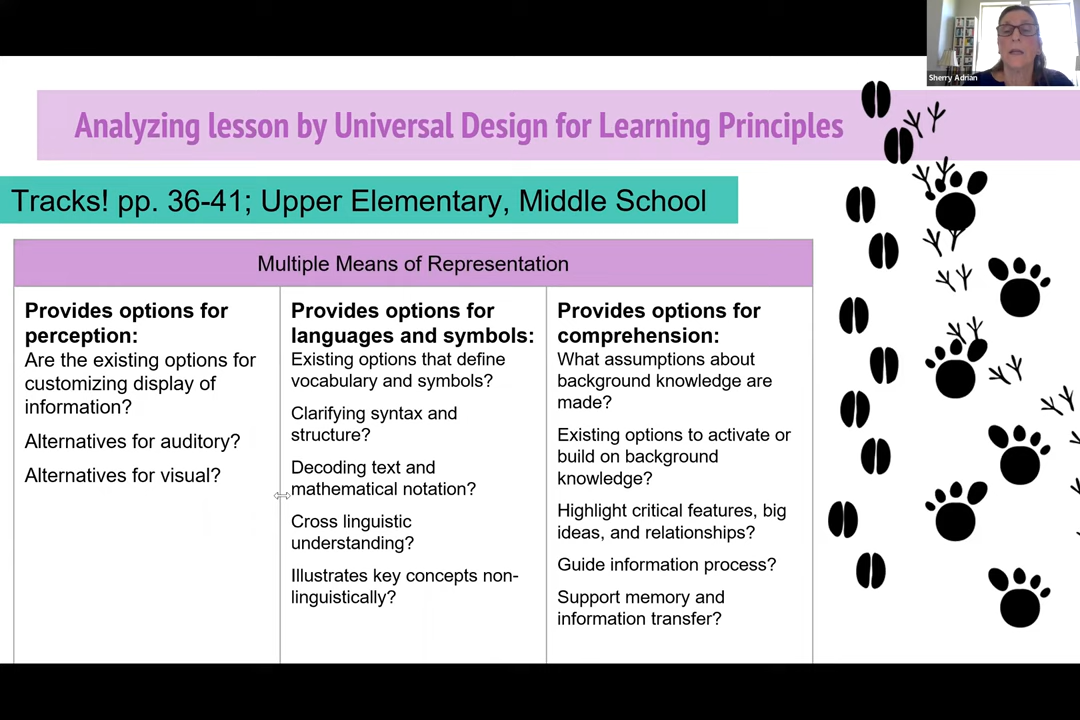 Sherry Adrian
Analyzing lesson by Universal Design for Learning Principles
Tracks! pp. 36-41; Upper Elementary, Middle School
Multiple Means of Representation
Provides options for
perception:
Are the existing options for
customizing display of
information?
Alternatives for auditory?
Alternatives for visual?
Provides options for
languages and symbols:
Existing options that define
vocabulary and symbols?
Clarifying syntax and
structure?
Decoding text and
mathematical notation?
Cross linguistic
understanding?
Illustrates key concepts non-
linguistically?
Provides options for
comprehension:
What assumptions about
background knowledge are
made?
Existing options to activate or
build on background
knowledge?
Highlight critical features, big
ideas, and relationships?
Guide information process?
Support memory and
information transfer?